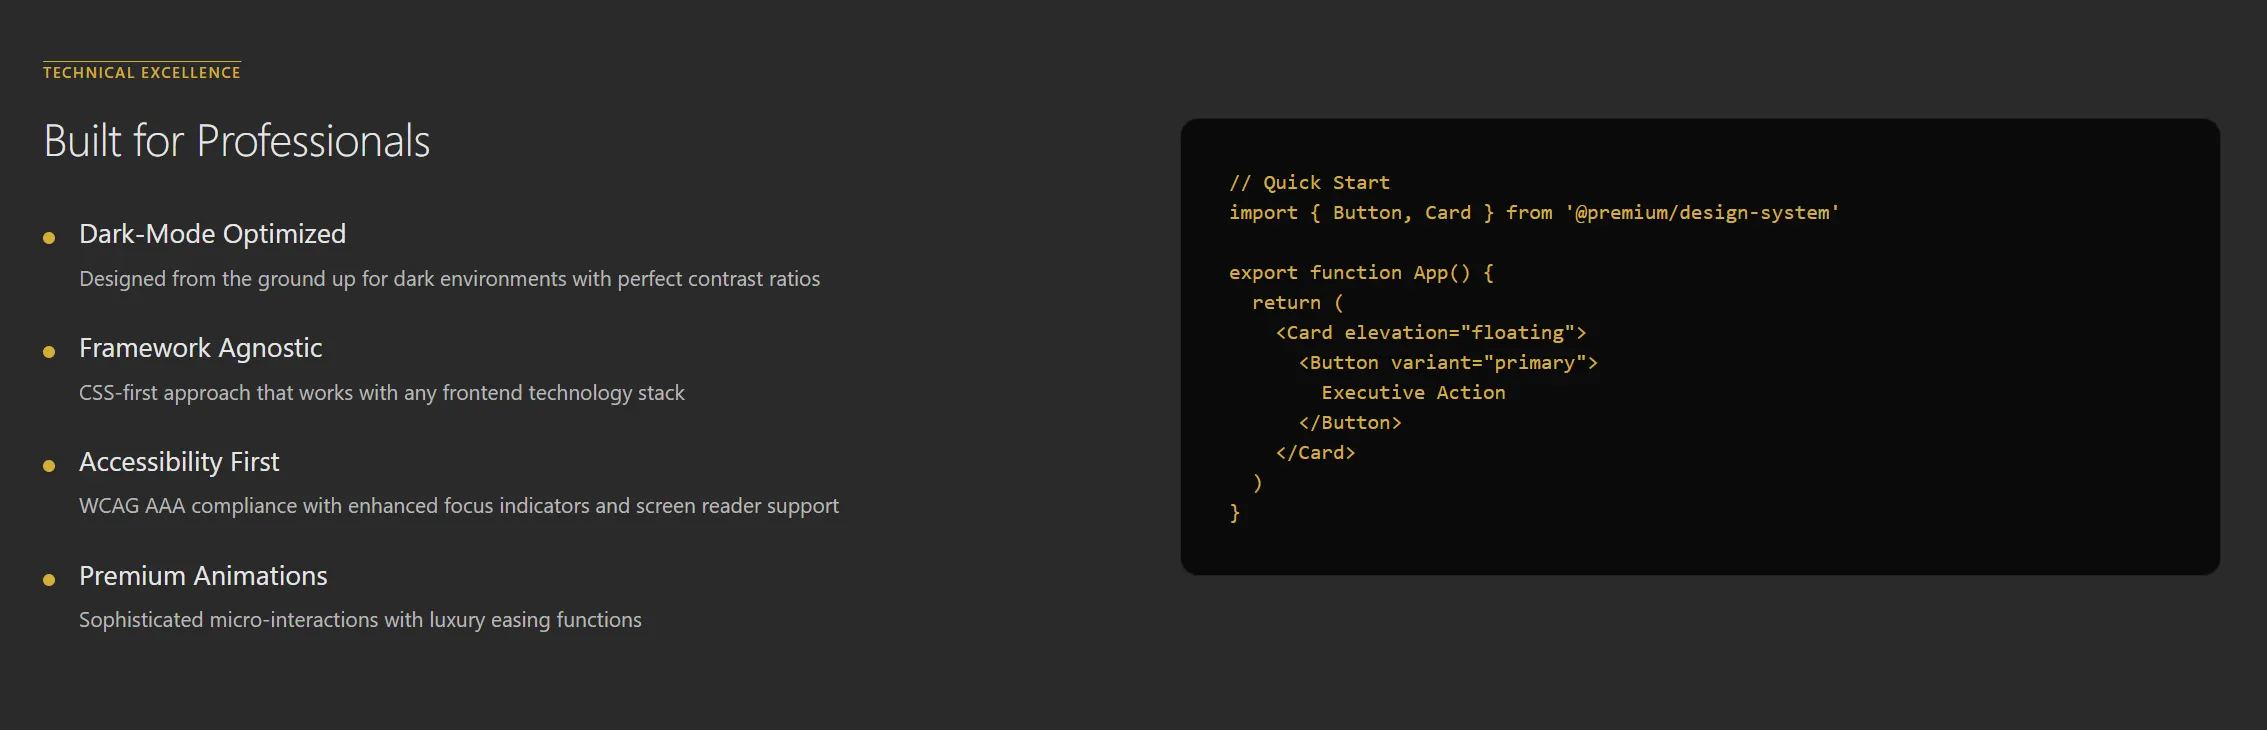 TECHNICAL EXCELLENCE
Built for Professionals
Dark-Mode Optimized
Designed from the ground up for dark environments with perfect contrast ratios
Framework Agnostic
CSS-first approach that works with any frontend technology stack
Accessibility First
WCAG AAA compliance with enhanced focus indicators and screen reader support
Premium Animations
Sophisticated micro-interactions with luxury easing functions
// Quick Start
import { Button, Card } from '@premium/design-system'

export function App() {
  return (
    <Card elevation="floating">
      <Button variant="primary">
        Executive Action
      </Button>
    </Card>
  )
}